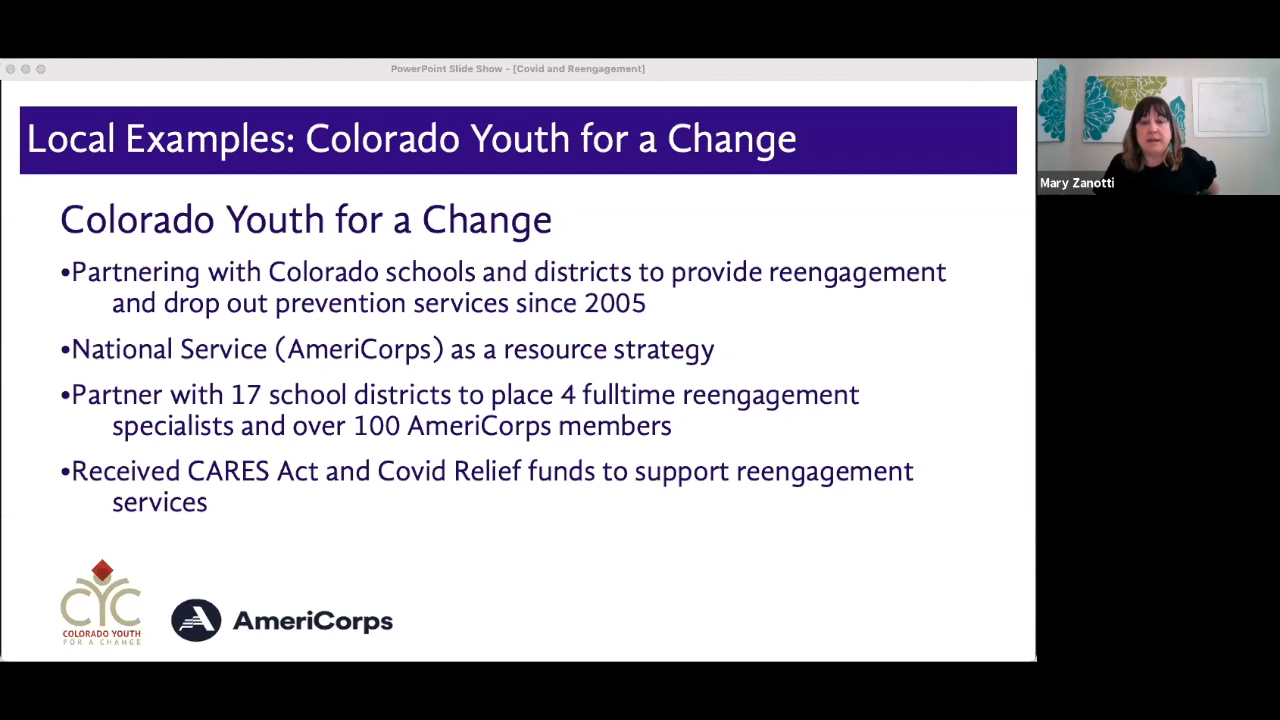 PowerPoint Slide Show - [Covid and Reengagement]
Local Examples: Colorado Youth for a Change
Mary Zanotti
Colorado Youth for a Change
•Partnering with Colorado schools and districts to provide reengagement
and drop out prevention services since 2005
•National Service (AmeriCorps) as a resource strategy
•Partner with 17 school districts to place 4 fulltime reengagement
specialists and over 100 AmeriCorps members
•Received CARES Act and Covid Relief funds to support reengagement
services
CYC
COLORADO YOUTH
FOR A CHANGE
AmeriCorps